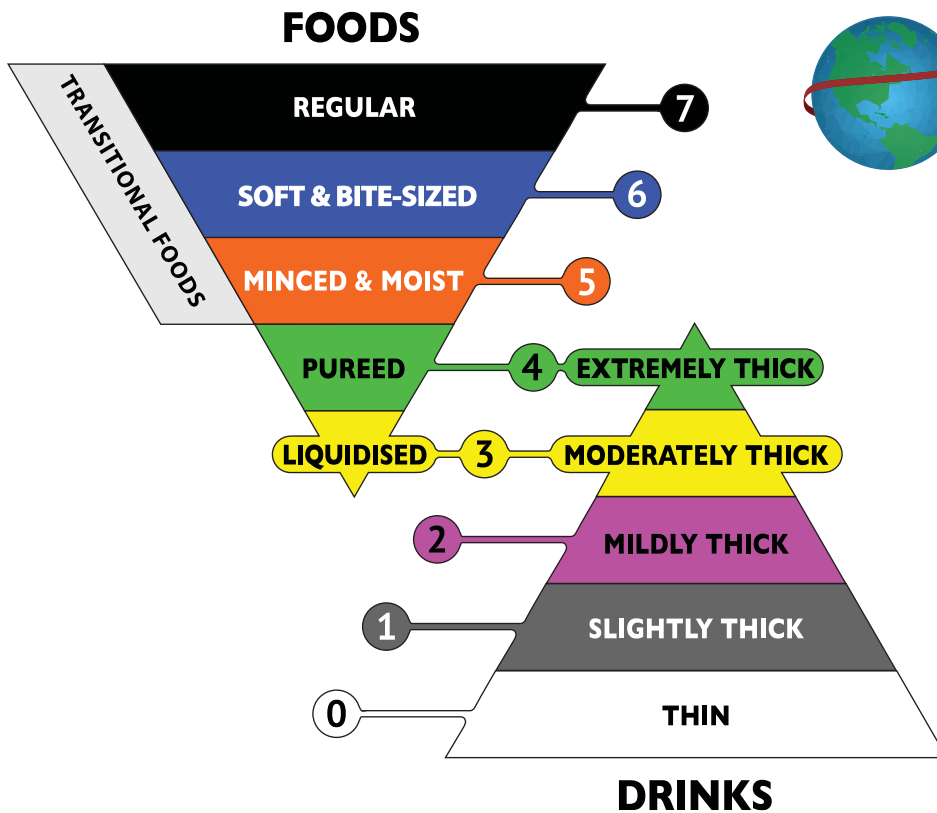 FOODS
TRANSITIONAL FOODS
REGULAR
7
SOFT & BITE-SIZED
6
MINCED & MOIST
5
PUREED
4
EXTREMELY THICK
LIQUIDISED
3
MODERATELY THICK
2
MILDLY THICK
1
SLIGHTLY THICK
0
THIN
DRINKS